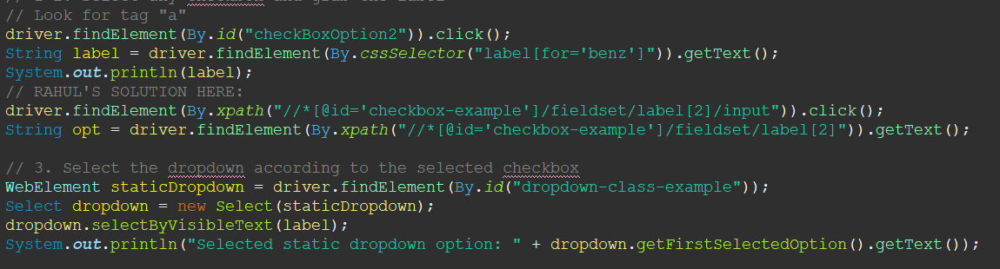 // Look for tag "a"
driver.findElement(By.id("checkBoxOption2")).click();
String label = driver.findElement(By.cssSelector("label[for='benz']")).getText();
System.out.println(label);
// RAHUL'S SOLUTION HERE:
driver.findElement(By.xpath("//*[@id='checkbox-example']/fieldset/label[2]/input")).click();
String opt = driver.findElement(By.xpath("//*[@id='checkbox-example']/fieldset/label[2]")).getText();
// 3. Select the dropdown according to the selected checkbox
WebElement staticDropdown = driver.findElement(By.id("dropdown-class-example"));
Select dropdown = new Select(staticDropdown);
dropdown.selectByVisibleText(label);
System.out.println("Selected static dropdown option: " + dropdown.getFirstSelectedOption().getText());